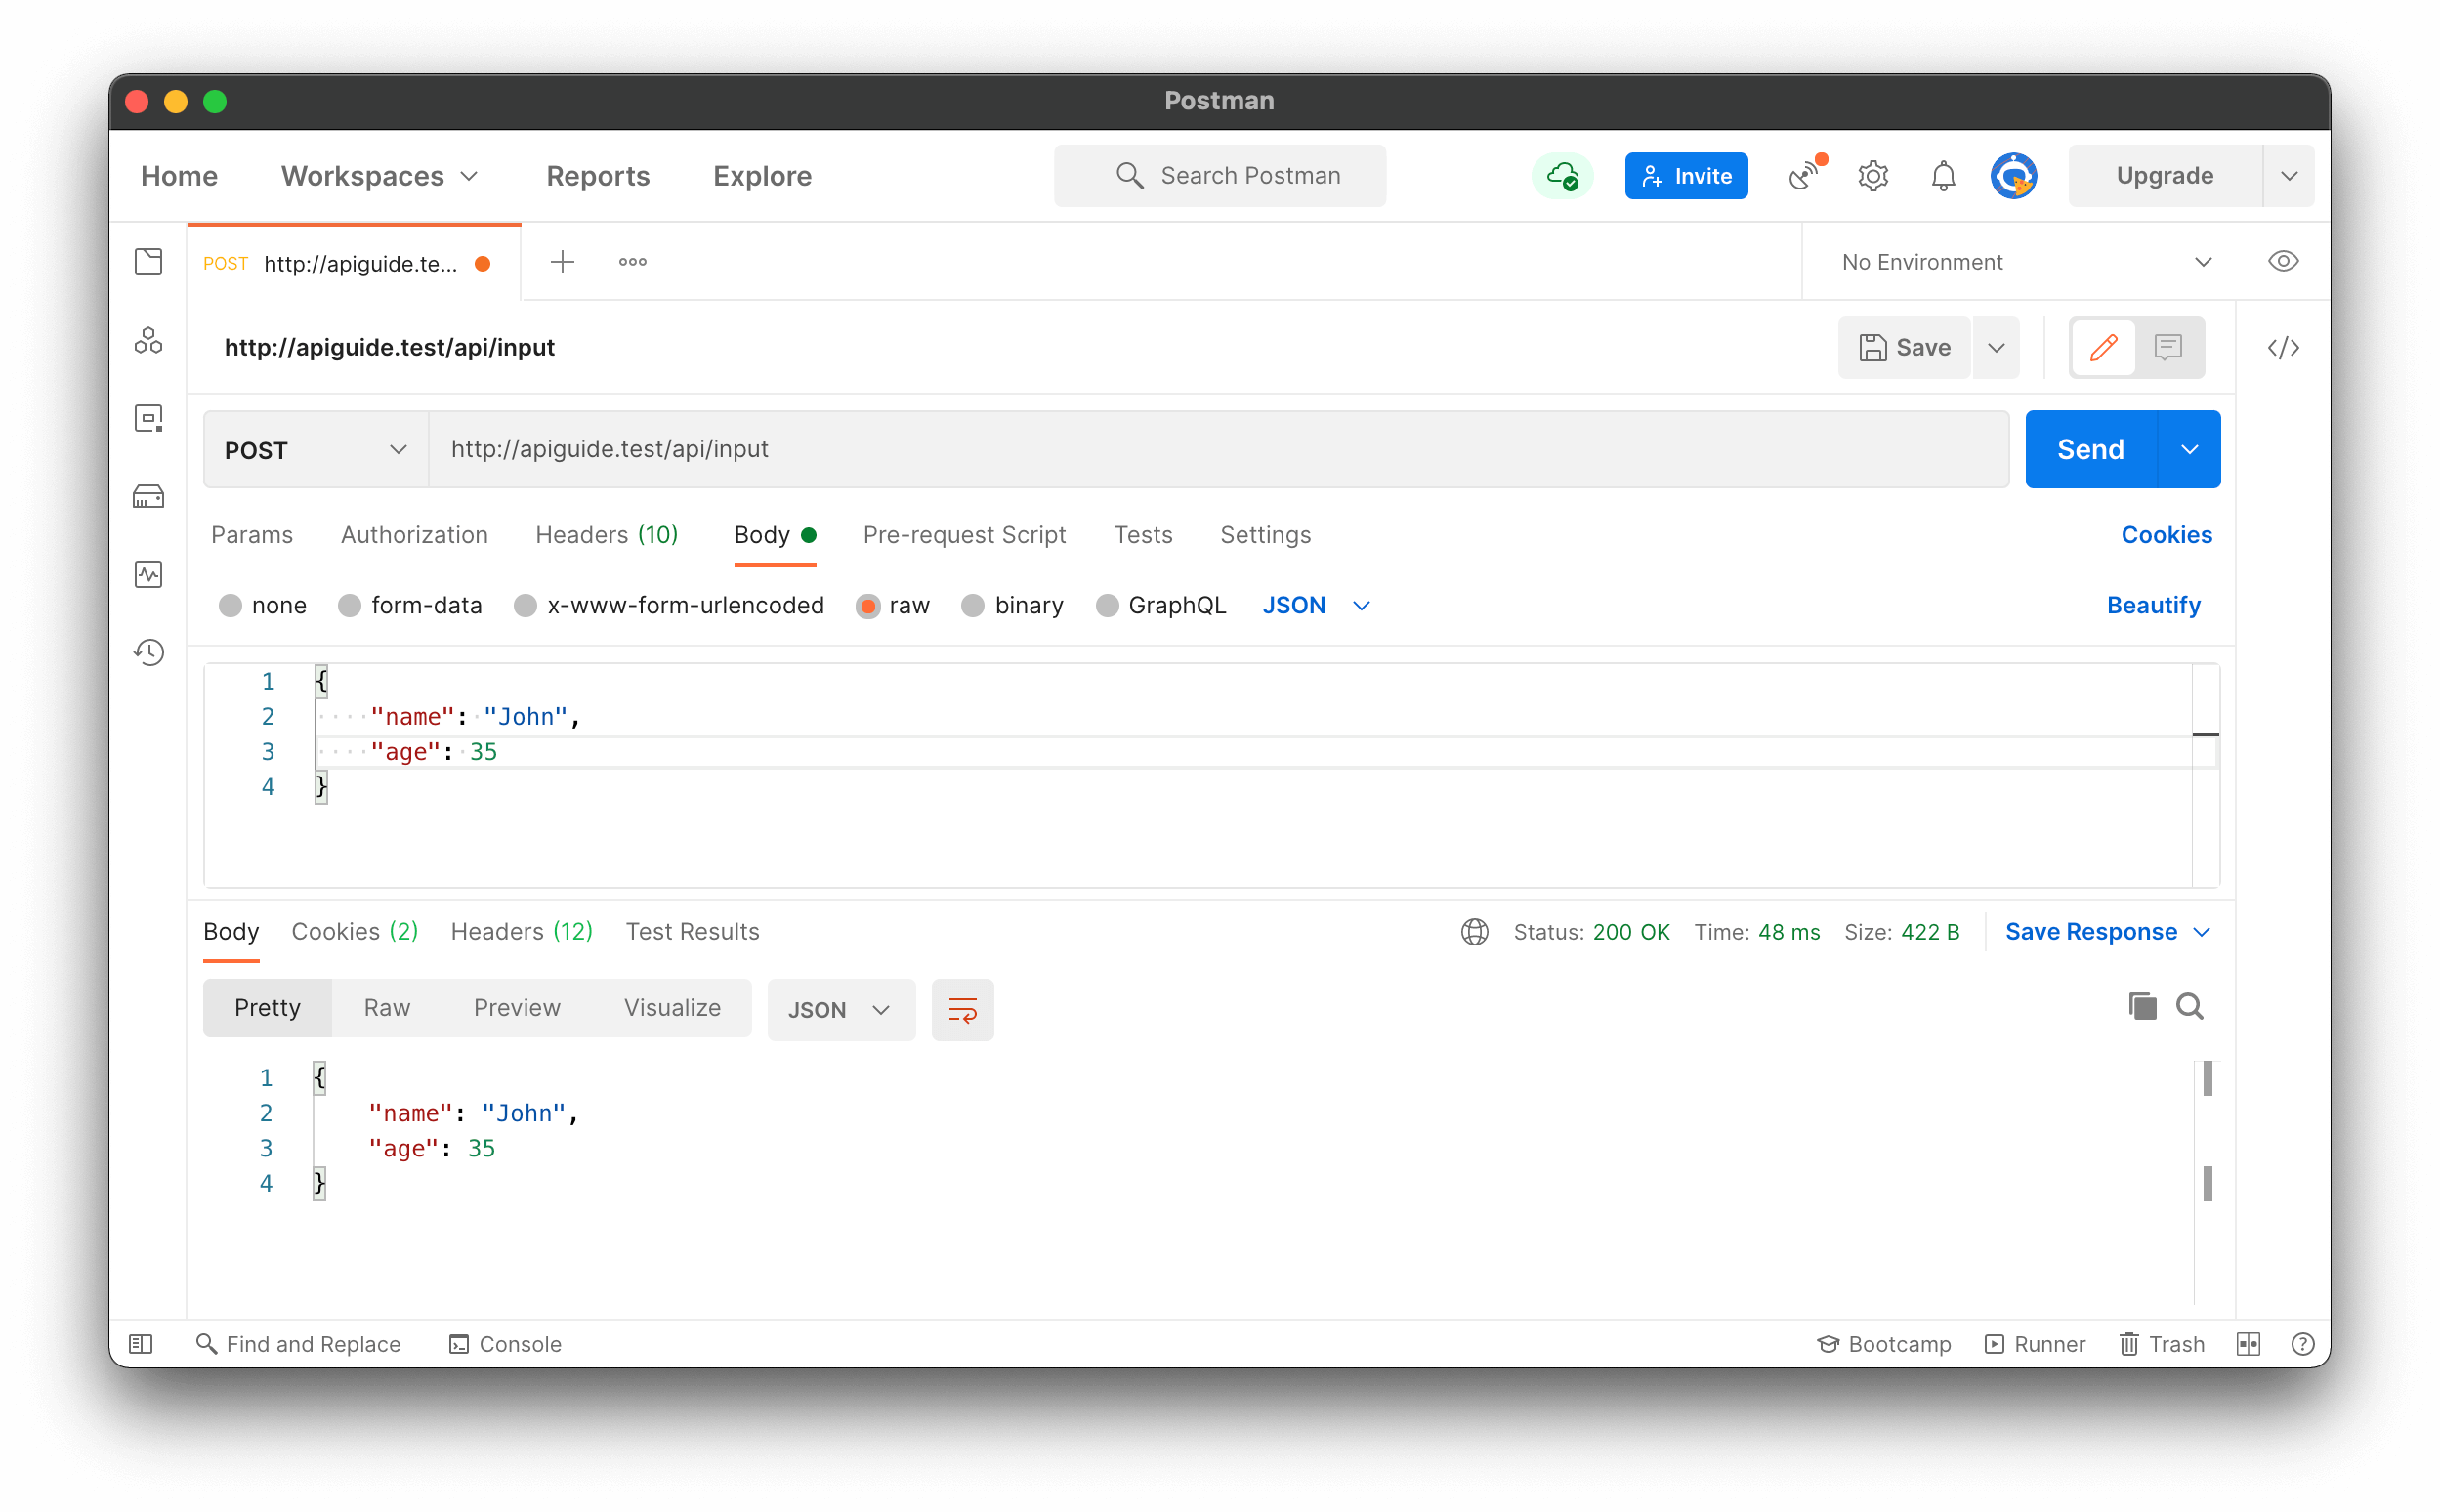 Postman
Home Workspaces Reports Explore Search Postman Invite Upgrade
POST http://apiguide.te... No Environment
http://apiguide.test/api/input Save
POST http://apiguide.test/api/input Send
Params Authorization Headers (10) Body Pre-request Script Tests Settings Cookies
none form-data x-www-form-urlencoded raw binary GraphQL JSON Beautify
1 {
2 "name": "John",
3 "age": 35
4 }
Body Cookies (2) Headers (12) Test Results Status: 200 OK Time: 48 ms Size: 422 B Save Response
Pretty Raw Preview Visualize JSON
1 {
2 "name": "John",
3 "age": 35
4 }
Find and Replace Console Bootcamp Runner Trash